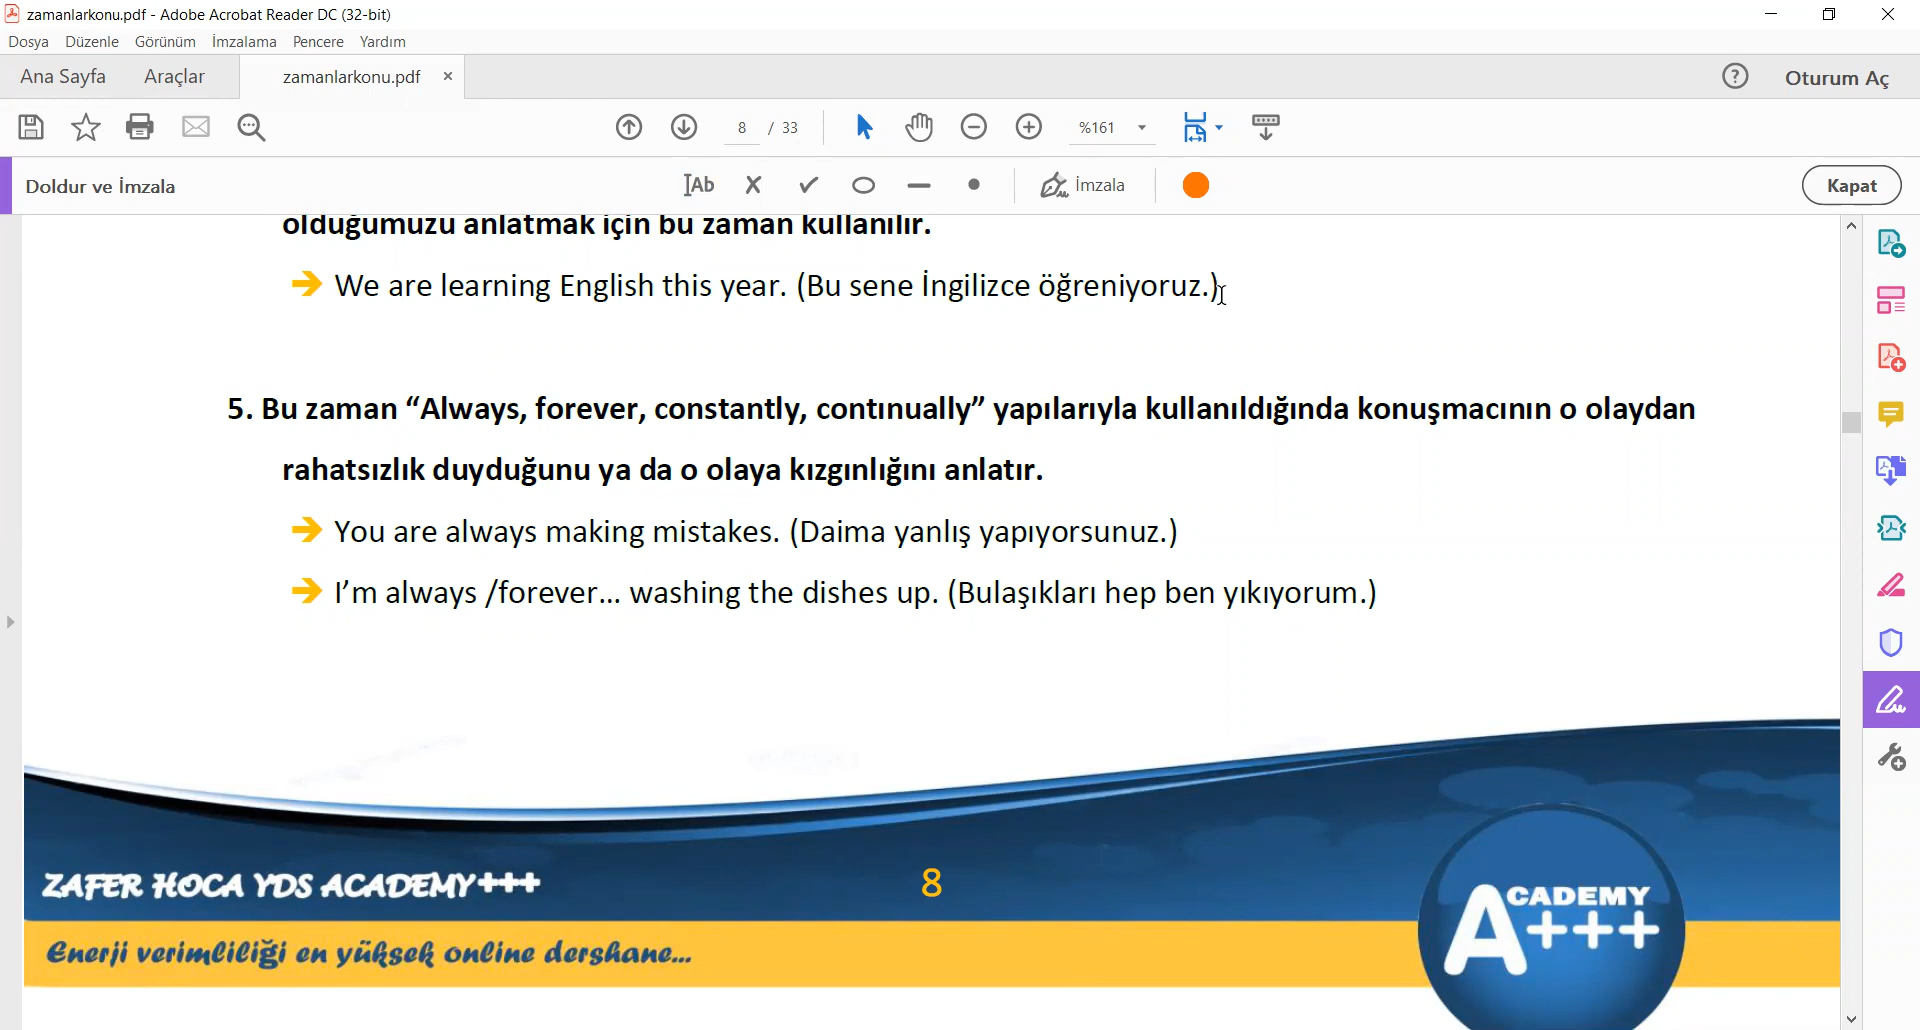 zamanlarkonu.pdf - Adobe Acrobat Reader DC (32-bit)
Dosya Düzenle Görünüm İmzalama Pencere Yardım
Ana Sayfa Araçlar zamanlarkonu.pdf Oturum Aç
8 / 33 %161
Doldur ve İmzala Ab İmzala Kapat
olduğumuzu anlatmak için bu zaman kullanılır.
We are learning English this year. (Bu sene İngilizce öğreniyoruz.)
5. Bu zaman “Always, forever, constantly, contınually” yapılarıyla kullanıldığında konuşmacının o olaydan
rahatsızlık duyduğunu ya da o olaya kızgınlığını anlatır.
You are always making mistakes. (Daima yanlış yapıyorsunuz.)
I’m always /forever... washing the dishes up. (Bulaşıkları hep ben yıkıyorum.)
ZAFER HOCA YDS ACADEMY+++
8
ACADEMY
+++
Enerji verimliliği en yüksek online dershane...